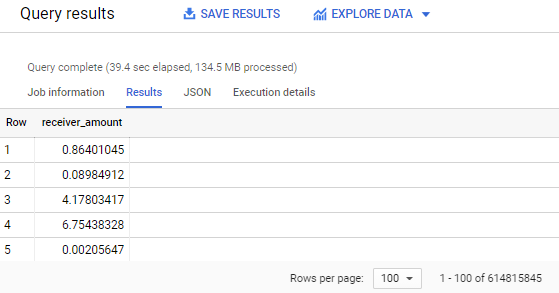 Query results SAVE RESULTS EXPLORE DATA
Query complete (39.4 sec elapsed, 134.5 MB processed)
Job information Results JSON Execution details
Row receiver_amount
1 0.86401045
2 0.08984912
3 4.17803417
4 6.75438328
5 0.00205647
Rows per page: 100 1 - 100 of 614815845